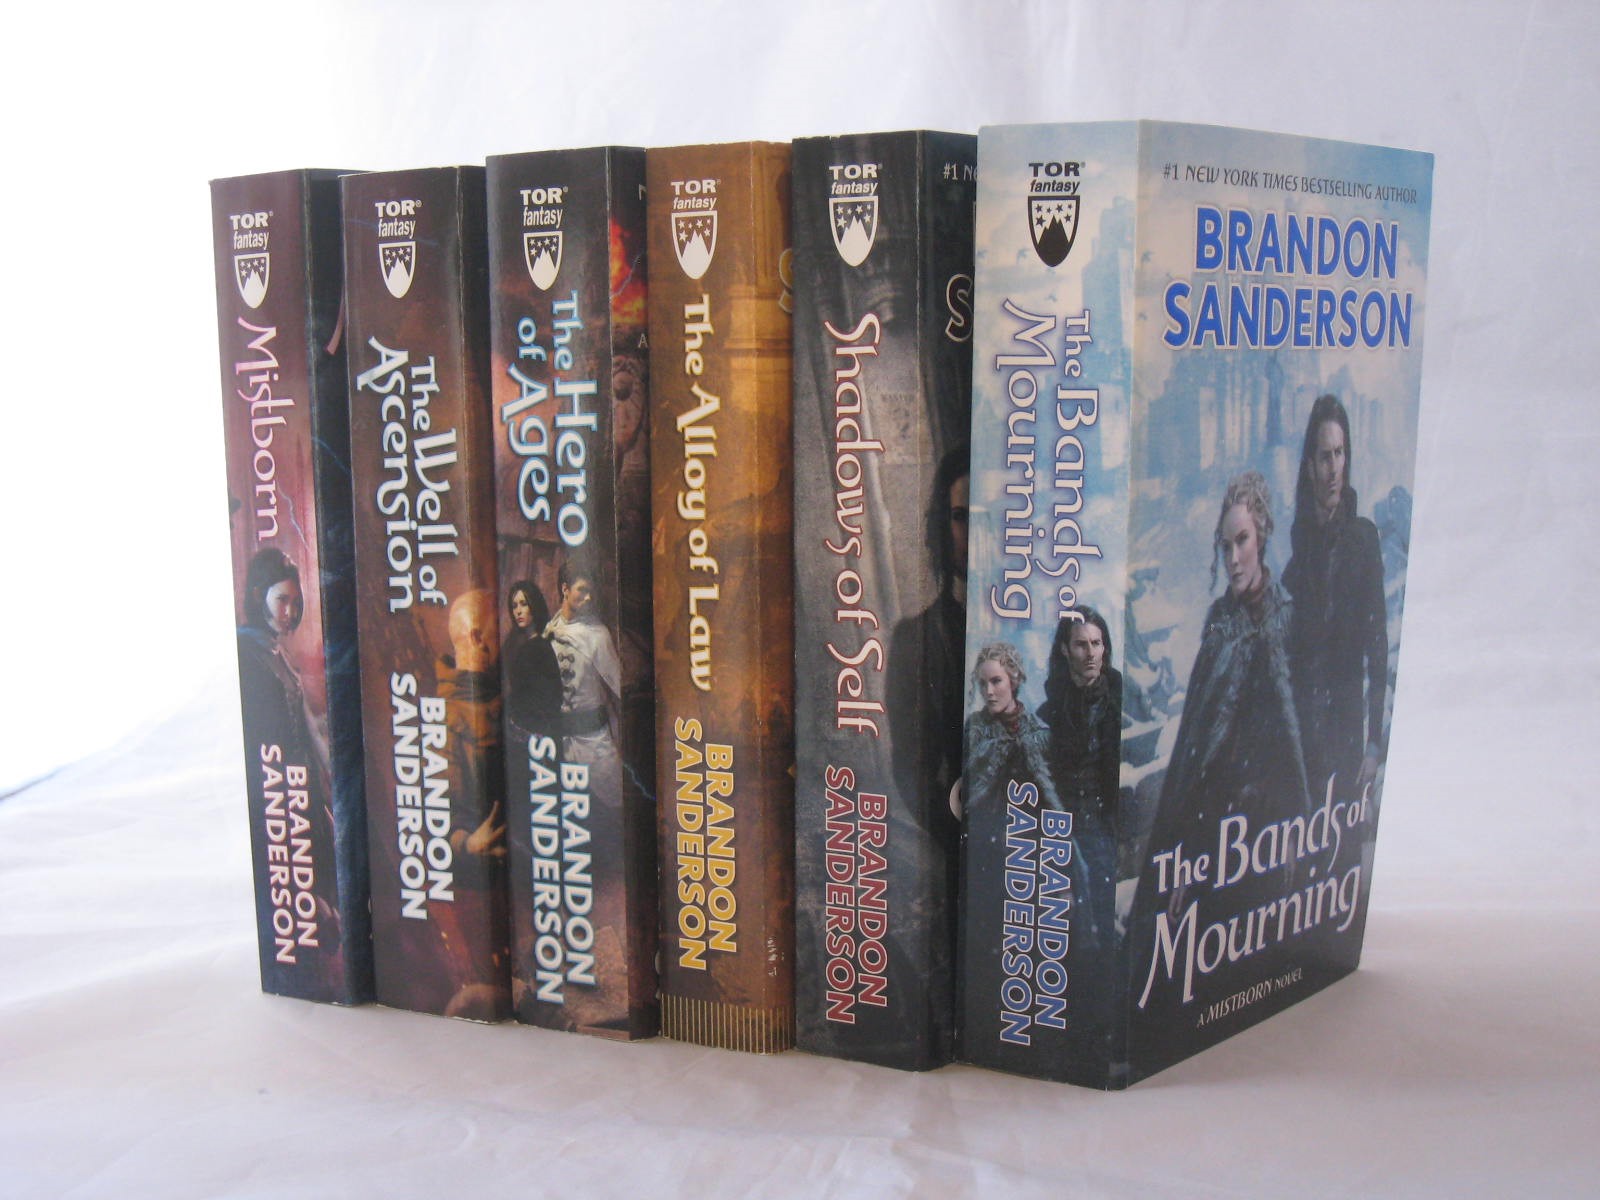 TOR®
fantasy
Mistborn
BRANDON
SANDERSON
TOR®
fantasy
The Well of
Ascension
BRANDON
SANDERSON
TOR®
fantasy
The Hero
of Ages
BRANDON
SANDERSON
TOR®
fantasy
The Alloy of Law
BRANDON
SANDERSON
TOR®
fantasy
Shadows of Self
BRANDON
SANDERSON
#1 NE
S
TOR®
fantasy
The Bands of
Mourning
BRANDON
SANDERSON
#1 NEW YORK TIMES BESTSELLING AUTHOR
BRANDON
SANDERSON
The Bands of
Mourning
A MISTBORN NOVEL